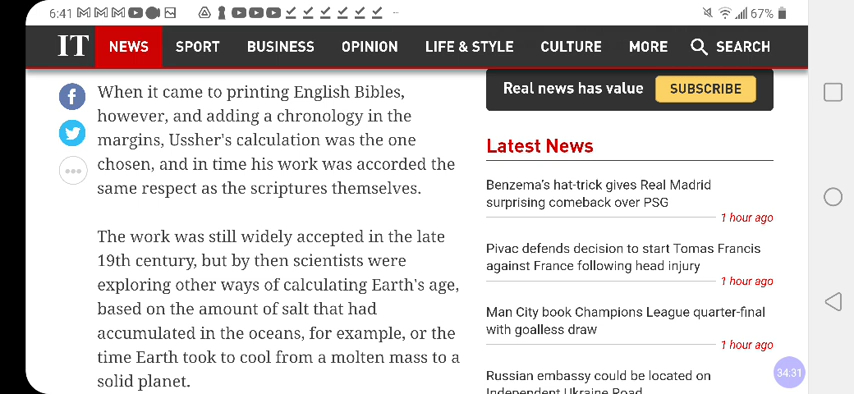 6:41
67%
IT NEWS SPORT BUSINESS OPINION LIFE & STYLE CULTURE MORE SEARCH
When it came to printing English Bibles,
however, and adding a chronology in the
margins, Ussher's calculation was the one
chosen, and in time his work was accorded the
same respect as the scriptures themselves.
The work was still widely accepted in the late
19th century, but by then scientists were
exploring other ways of calculating Earth's age,
based on the amount of salt that had
accumulated in the oceans, for example, or the
time Earth took to cool from a molten mass to a
solid planet.
Real news has value SUBSCRIBE
Latest News
Benzema's hat-trick gives Real Madrid
surprising comeback over PSG
1 hour ago
Pivac defends decision to start Tomas Francis
against France following head injury
1 hour ago
Man City book Champions League quarter-final
with goalless draw
1 hour ago
Russian embassy could be located on
Independent Ukraine Road
34:31